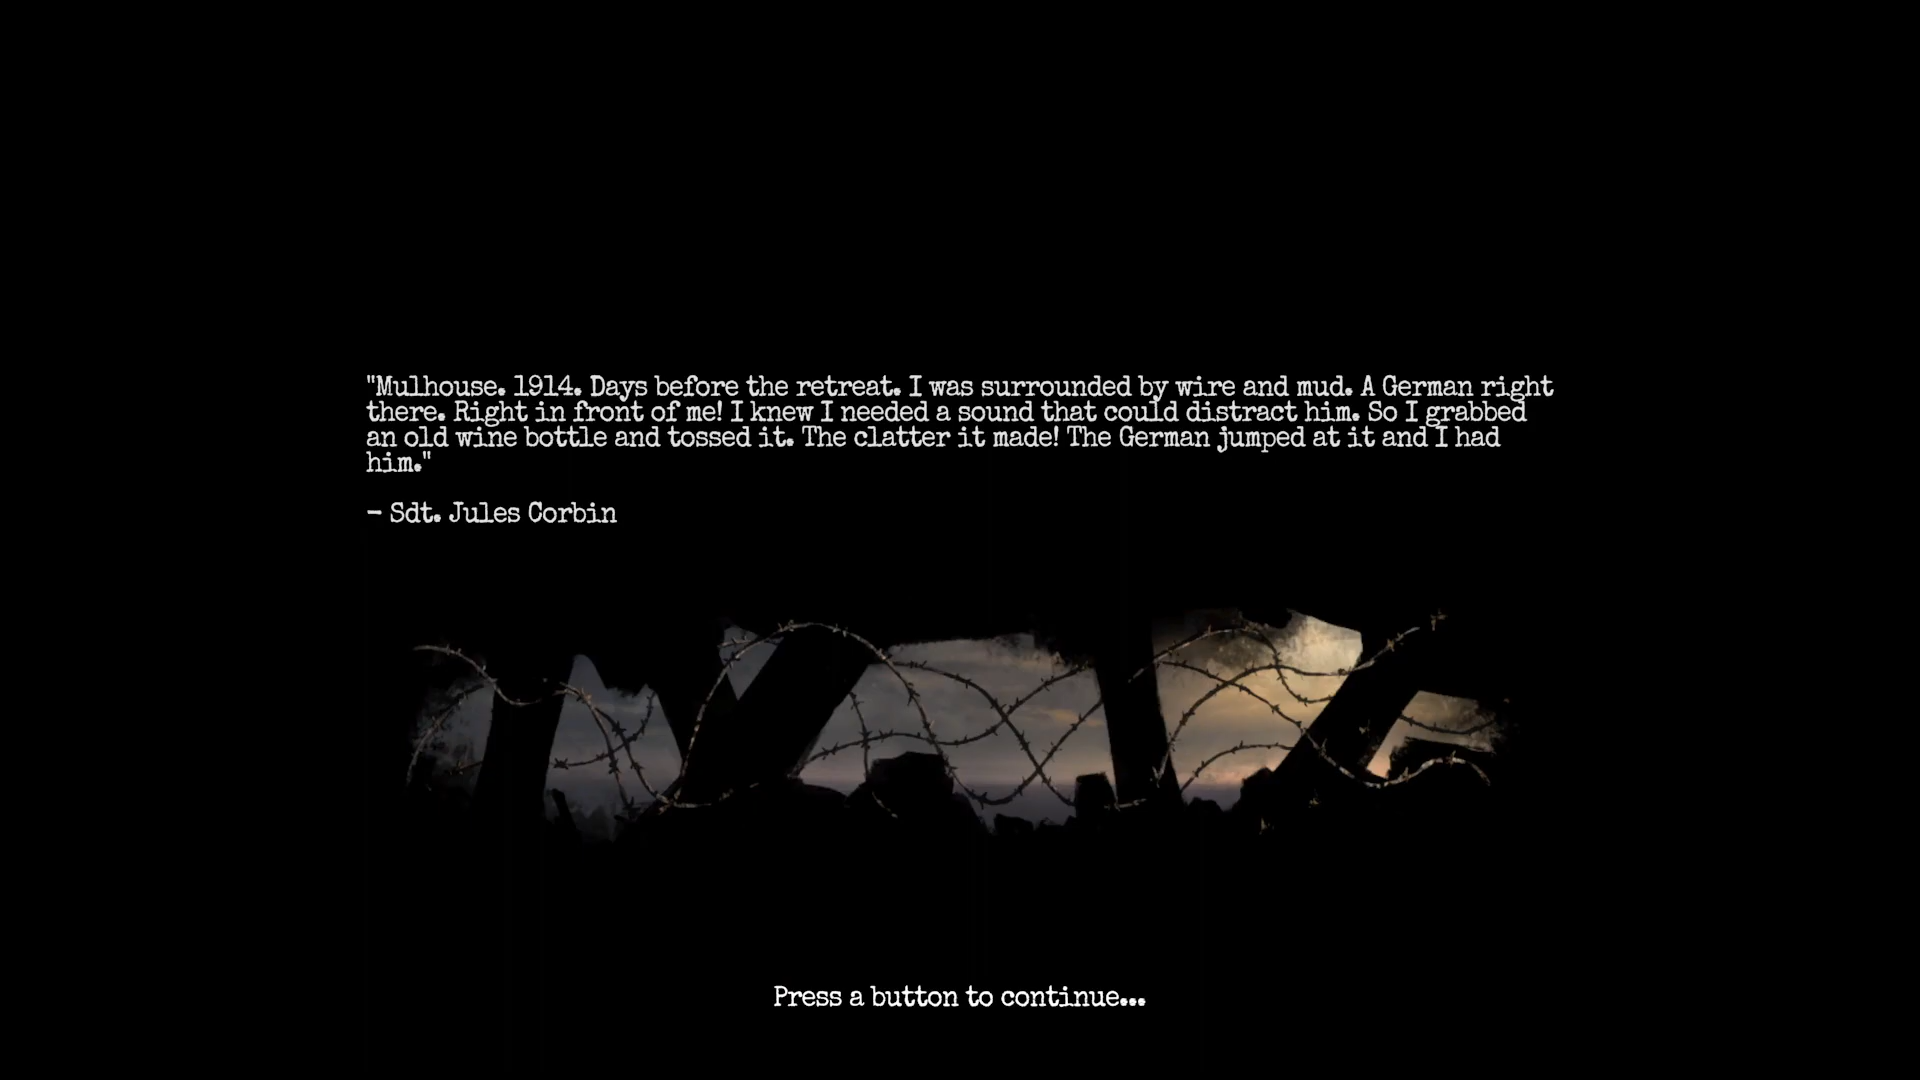 "Mulhouse. 1914. Days before the retreat. I was surrounded by wire and mud. A German right
there. Right in front of me! I knew I needed a sound that could distract him. So I grabbed
an old wine bottle and tossed it. The clatter it made! The German jumped at it and I had
him."
- Sdt. Jules Corbin
Press a button to continue...